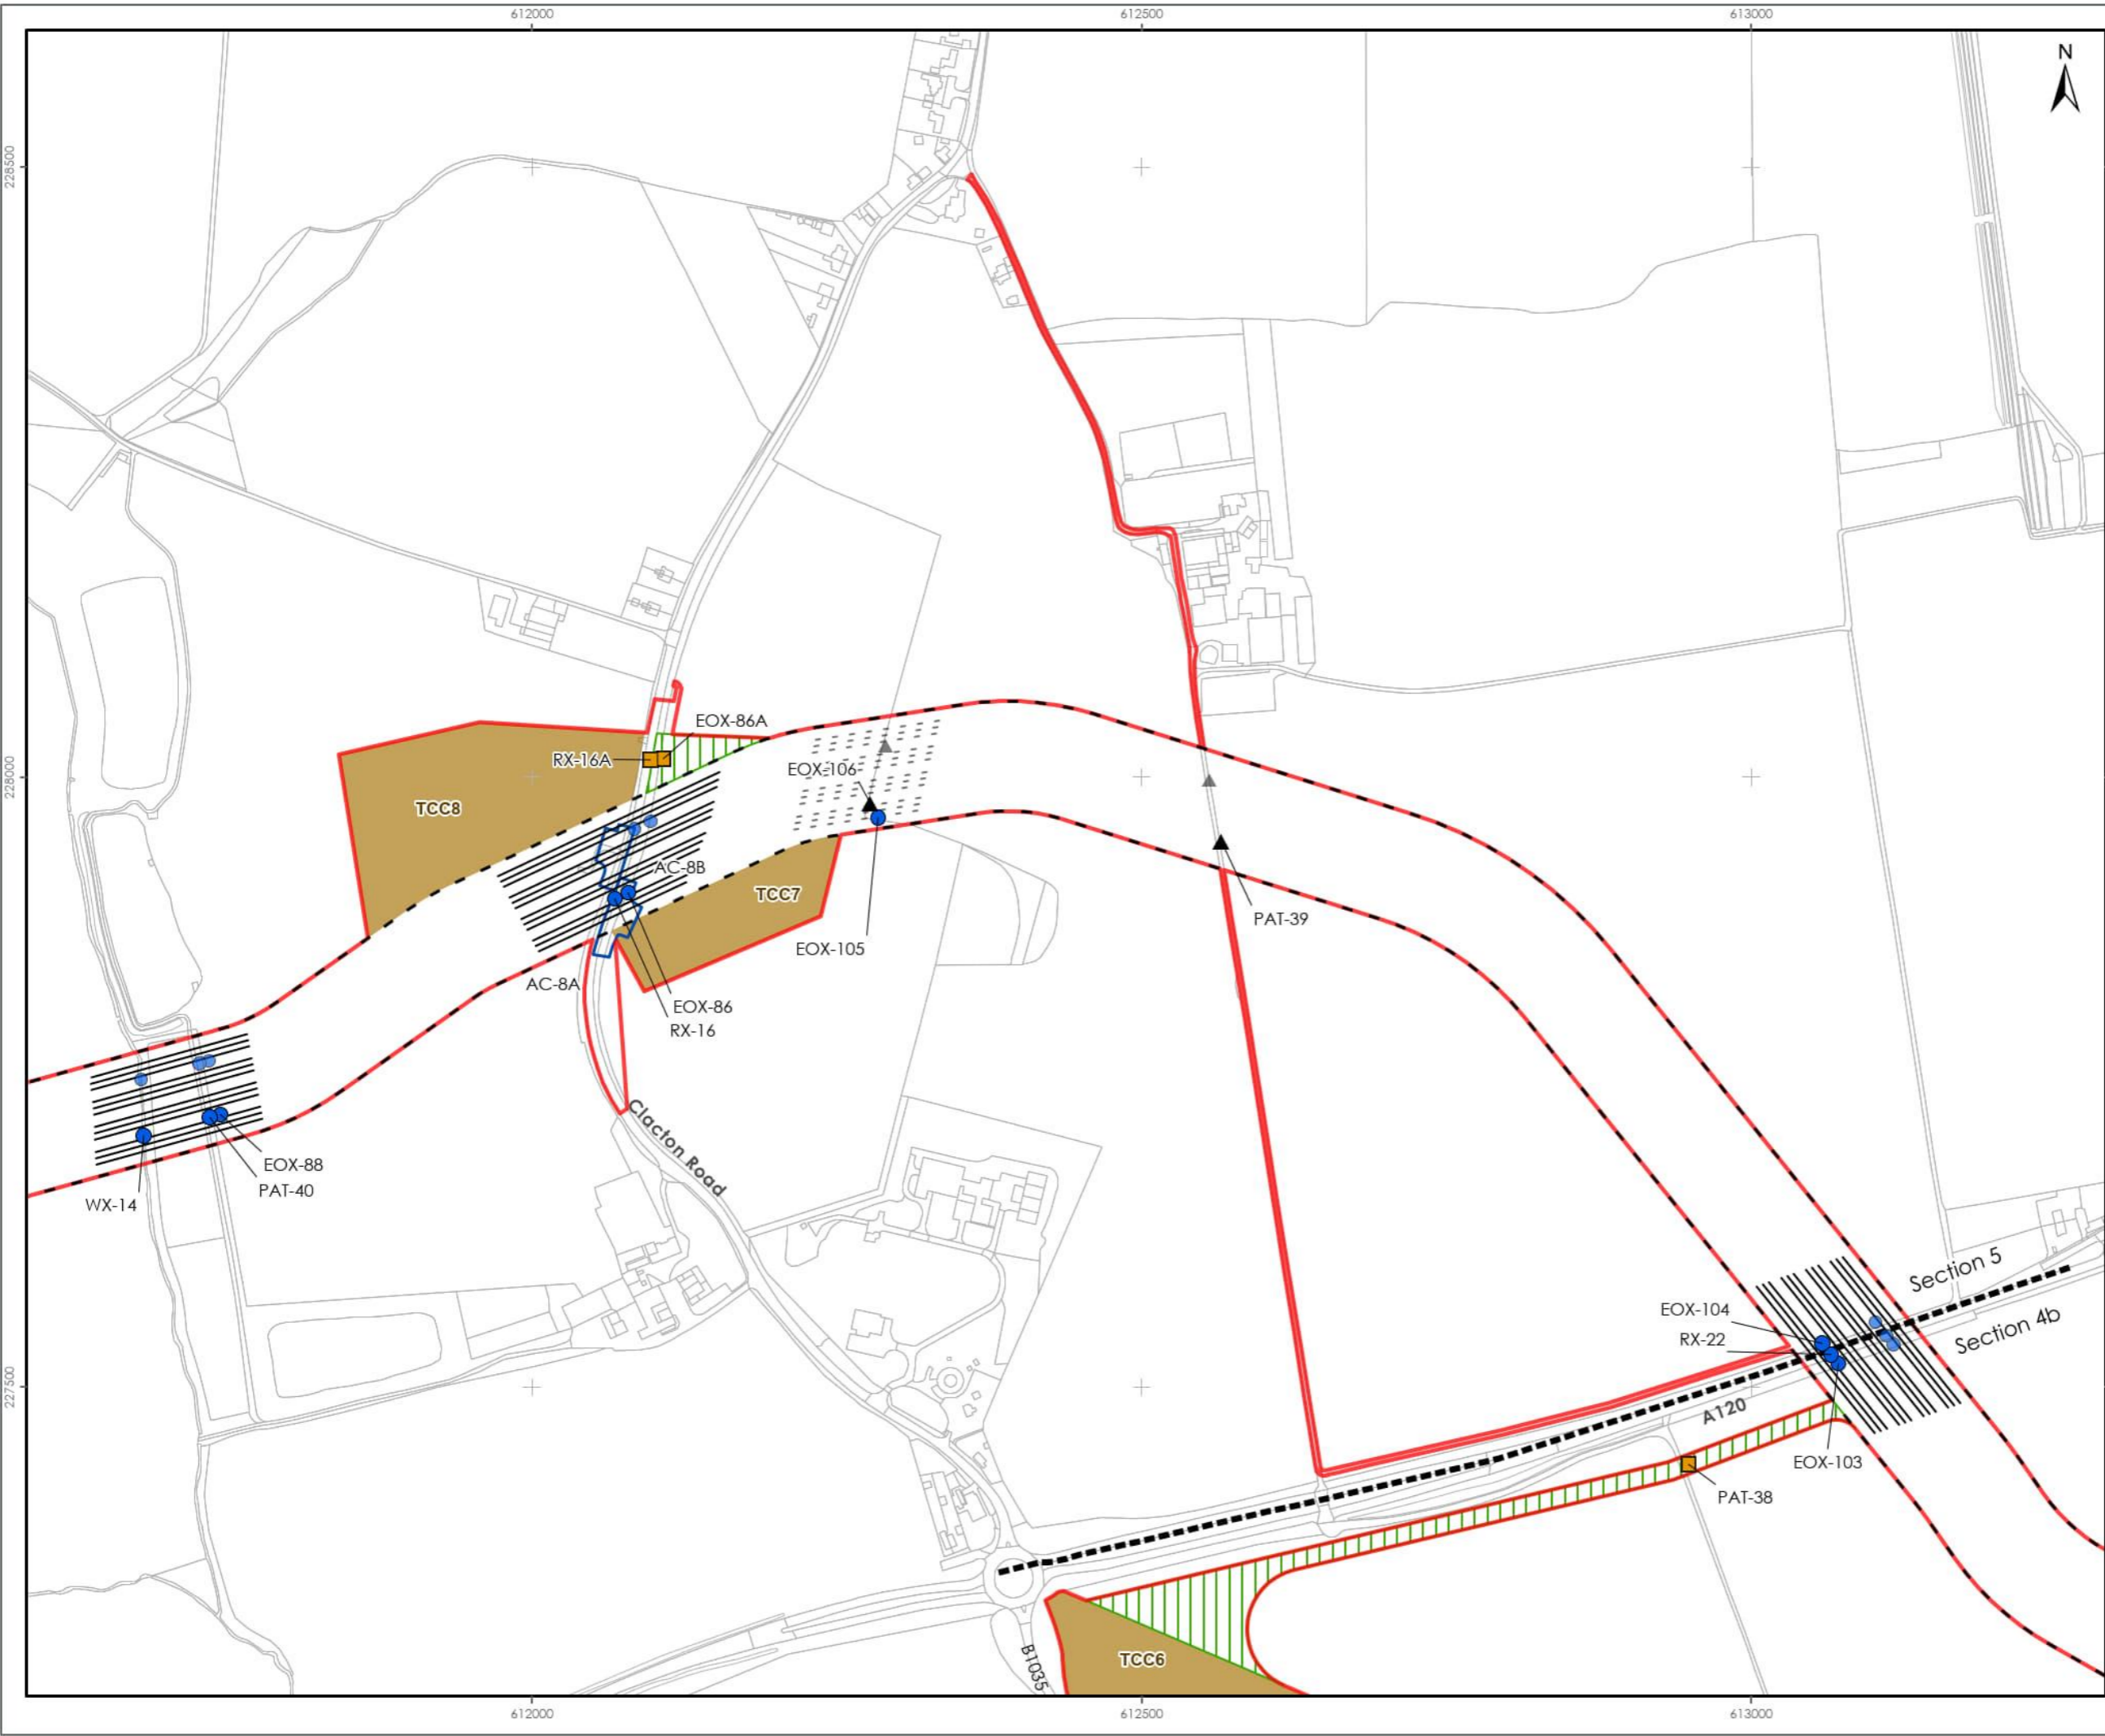 612000
612500
613000
N
228500
EOX-86A
RX-16A
228000
EOX-106
TCC8
AC-8B
TCC7
PAT-39
EOX-105
AC-8A
EOX-86
RX-16
Clacton Road
EOX-88
PAT-40
WX-14
Section 5
EOX-104
Section 4b
RX-22
227500
A120
EOX-103
PAT-38
TCC6
B1035
612000
612500
613000